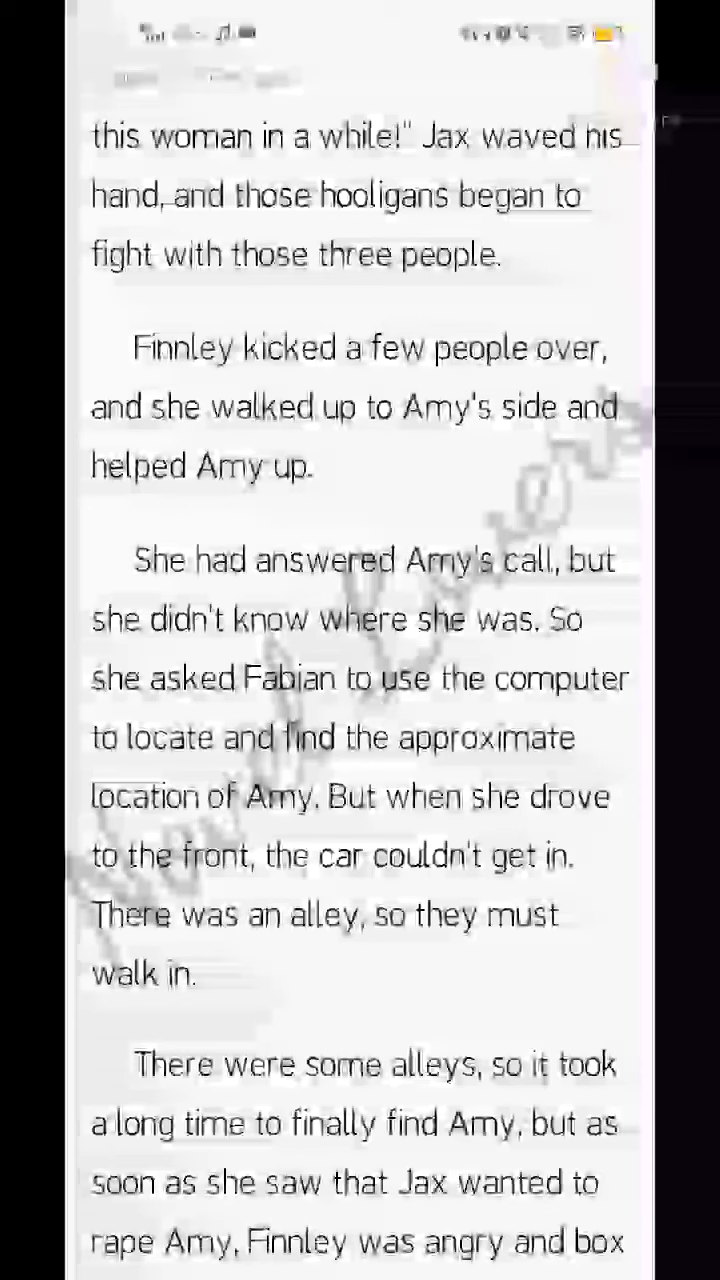 this woman in a while!" Jax waved his
hand, and those hooligans began to
fight with those three people.
Finnley kicked a few people over,
and she walked up to Amy's side and
helped Amy up.
She had answered Amy's call, but
she didn't know where she was. So
she asked Fabian to use the computer
to locate and find the approximate
location of Amy. But when she drove
to the front, the car couldn't get in.
There was an alley, so they must
walk in.
There were some alleys, so it took
a long time to finally find Amy, but as
soon as she saw that Jax wanted to
rape Amy, Finnley was angry and box
Novel Lovers